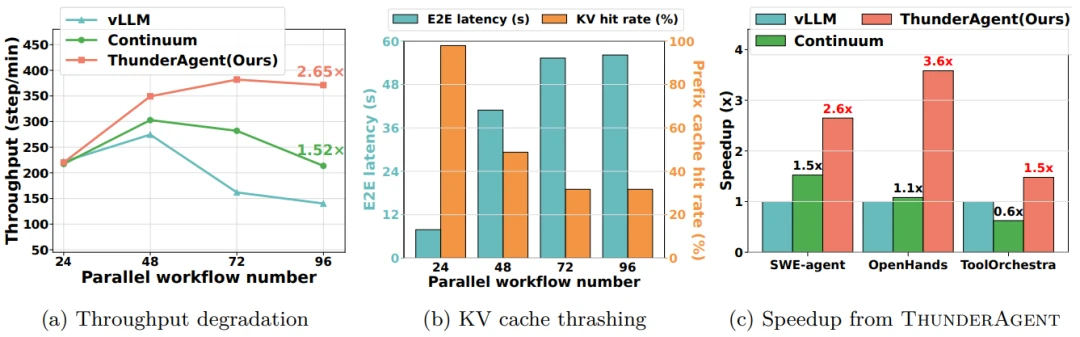 vLLM
Continuum
ThunderAgent(Ours)
Throughput (step/min)
450
400
350
300
250
200
150
100
50
2.65×
1.52×
24 48 72 96
Parallel workflow number
(a) Throughput degradation
E2E latency (s) KV hit rate (%)
E2E latency (s)
60
48
36
24
12
0
100
80
60
40
20
0
Prefix cache hit rate (%)
24 48 72 96
Parallel workflow number
(b) KV cache thrashing
vLLM ThunderAgent(Ours)
Continuum
Speedup (x)
4
3
2
1
0
1.5x
2.6x
1.1x
3.6x
0.6x
1.5x
SWE-agent OpenHands ToolOrchestra
(c) Speedup from THUNDERAGENT